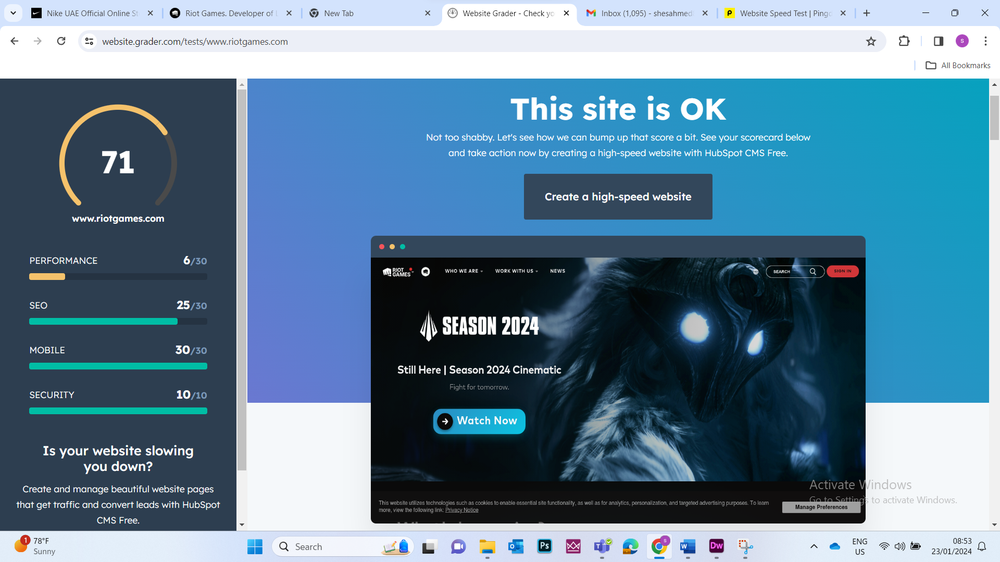 Nike UAE Official Online St
Riot Games. Developer of L
New Tab
Website Grader - Check yo
Inbox (1,095) - shesahmed
Website Speed Test | Pingd
website.grader.com/tests/www.riotgames.com
S
All Bookmarks
71
www.riotgames.com
PERFORMANCE 6/30
SEO 25/30
MOBILE 30/30
SECURITY 10/10
Is your website slowing
you down?
Create and manage beautiful website pages
that get traffic and convert leads with HubSpot
CMS Free.
This site is OK
Not too shabby. Let's see how we can bump up that score a bit. See your scorecard below
and take action now by creating a high-speed website with HubSpot CMS Free.
Create a high-speed website
RIOT
GAMES
WHO WE ARE
WORK WITH US
NEWS
SEARCH
SIGN IN
SEASON 2024
Still Here | Season 2024 Cinematic
Fight for tomorrow.
Watch Now
This website utilizes technologies such as cookies to enable essential site functionality, as well as for analytics, personalization, and targeted advertising purposes. To learn
more, view the following link: Privacy Notice
Manage Preferences
Activate Windows
Go to Settings to activate Windows.
1
78°F
Sunny
Search
Ps
Dw
ENG
US
08:53
23/01/2024